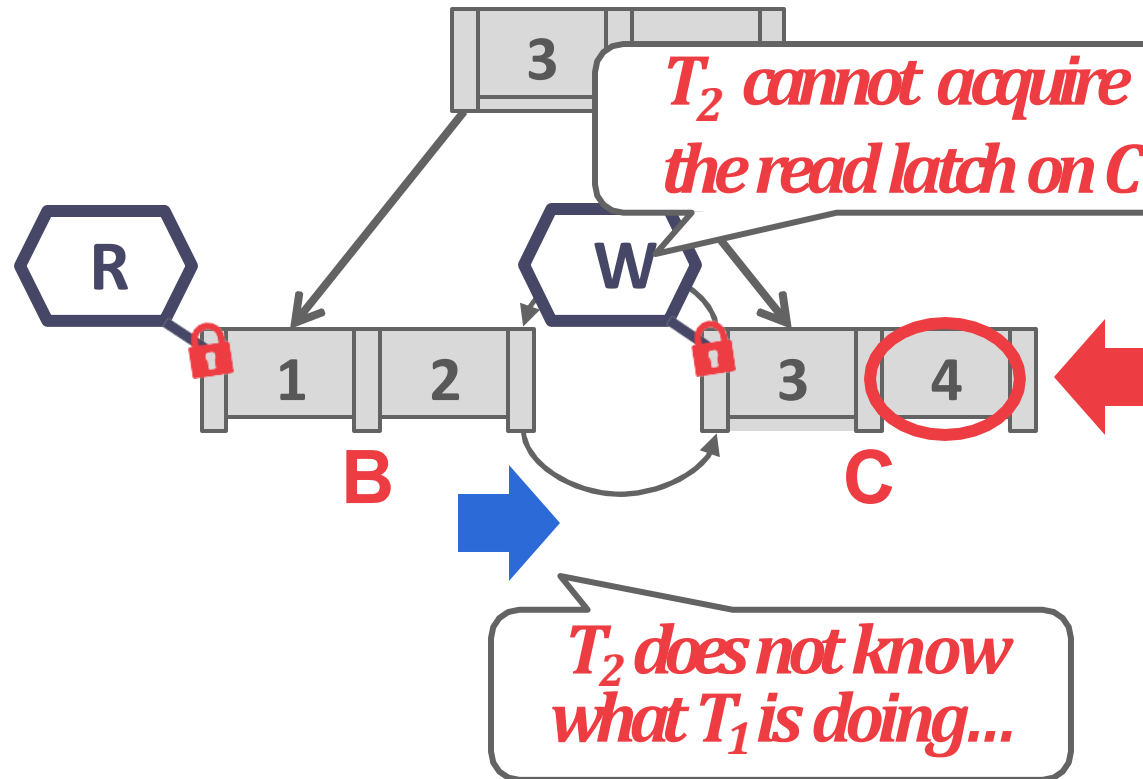 3
T₂ cannot acquire
the read latch on C
R
W
1 2 3 4
B C
T₂ does not know
what T₁ is doing...